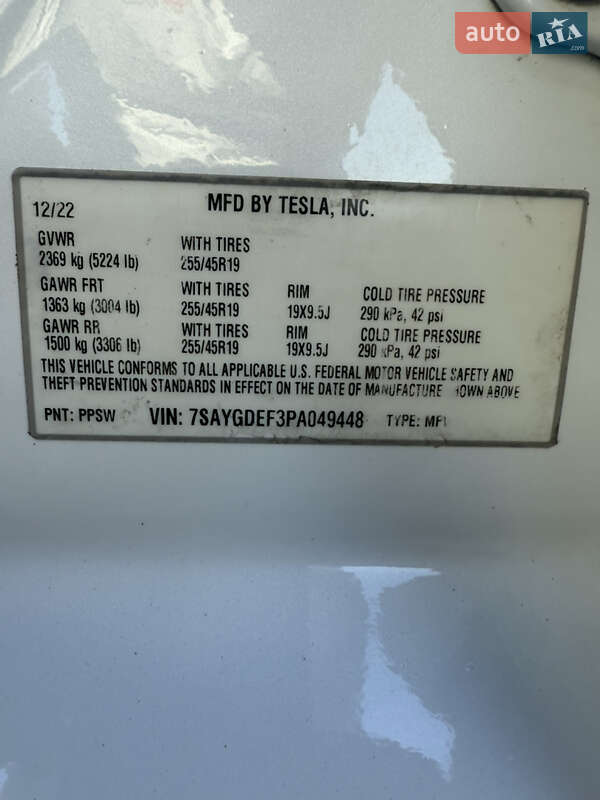 auto RIA .com
12/22 MFD BY TESLA, INC.
GVWR WITH TIRES
2369 kg (5224 lb) 255/45R19
GAWR FRT WITH TIRES RIM COLD TIRE PRESSURE
1363 kg (3004 lb) 255/45R19 19X9.5J 290 kPa, 42 psi
GAWR RR WITH TIRES RIM COLD TIRE PRESSURE
1500 kg (3306 lb) 255/45R19 19X9.5J 290 kPa, 42 psi
THIS VEHICLE CONFORMS TO ALL APPLICABLE U.S. FEDERAL MOTOR VEHICLE SAFETY AND
THEFT PREVENTION STANDARDS IN EFFECT ON THE DATE OF MANUFACTURE ABOVE
PNT: PPSW VIN: 7SAYGDEF3PA049448 TYPE: